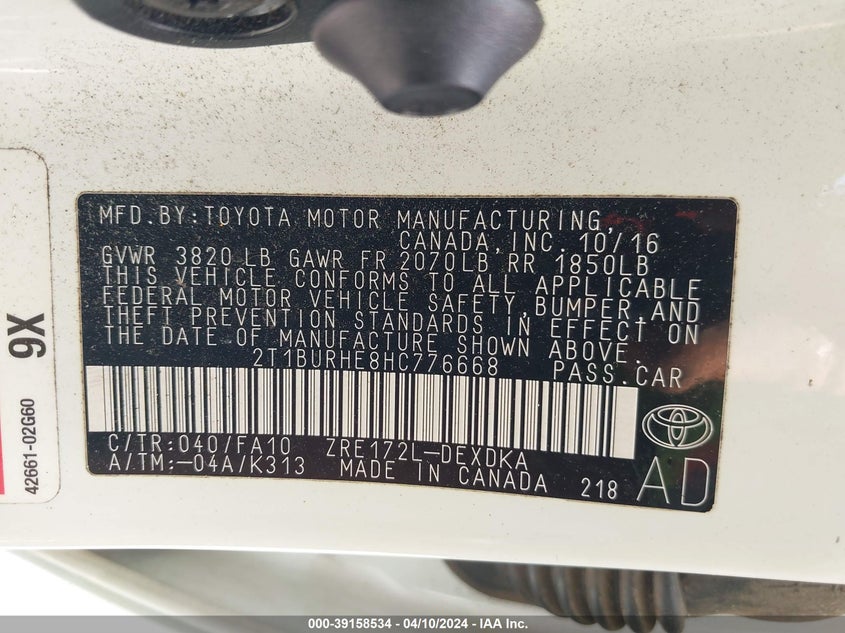 MFD.BY:TOYOTA MOTOR MANUFACTURING,
CANADA,INC. 10/16
GVWR 3820 LB GAWR FR 2070LB RR 1850LB
THIS VEHICLE CONFORMS TO ALL APPLICABLE
FEDERAL MOTOR VEHICLE SAFETY,BUMPER,AND
THEFT PREVENTION STANDARDS IN EFFECT ON
THE DATE OF MANUFACTURE SHOWN ABOVE.
2T1BURHE8HC776668 PASS.CAR
C/TR:040/FA10 ZRE172L-DEXDKA
A/TM:-04A/K313 MADE IN CANADA 218 AD
9X
42661-02G60
000-39158534 - 04/10/2024 - IAA Inc.